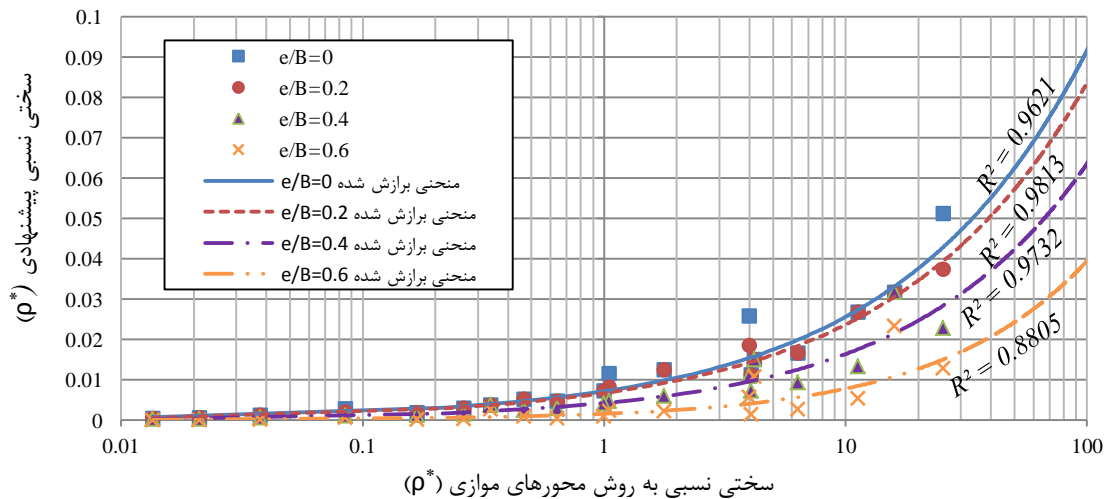 0.1
0.09
0.08
0.07
0.06
0.05
0.04
0.03
0.02
0.01
0
سختی نسبی پیشنهادی (ρ*)
e/B=0
e/B=0.2
e/B=0.4
e/B=0.6
منحنی برازش شده e/B=0
منحنی برازش شده e/B=0.2
منحنی برازش شده e/B=0.4
منحنی برازش شده e/B=0.6
R² = 0.9621
R² = 0.9813
R² = 0.9732
R² = 0.8805
0.01 0.1 1 10 100
سختی نسبی به روش محورهای موازی (ρ*)